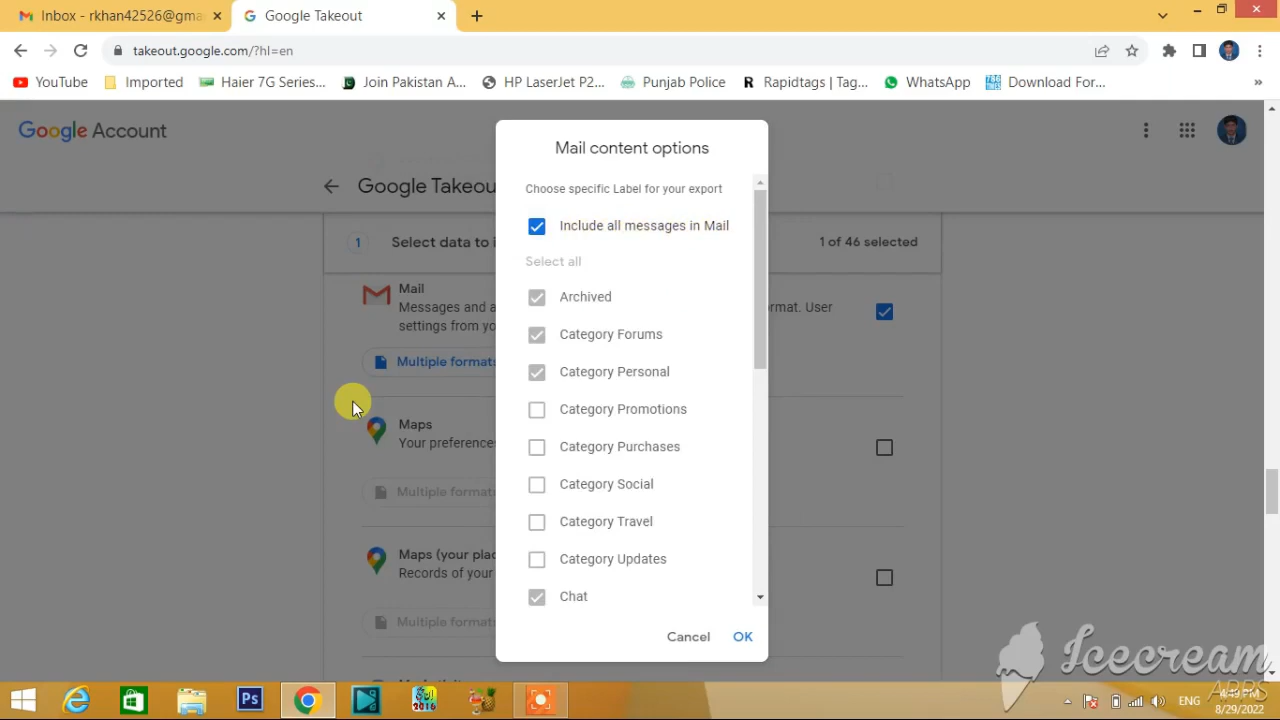 Inbox - rkhan42526@gma
Google Takeout
takeout.google.com/?hl=en
YouTube
Imported
Haier 7G Series...
Join Pakistan A...
HP LaserJet P2...
Punjab Police
R
Rapidtags | Tag...
WhatsApp
Download For...
»
Google Account
Google Takeou
1
Select data to i
1 of 46 selected
Mail
Messages and a
rmat. User
settings from yo
Multiple formats
Maps
Your preference
Multiple formats
Maps (your plac
Records of your
Multiple formats
Mail content options
Choose specific Label for your export
Include all messages in Mail
Select all
Archived
Category Forums
Category Personal
Category Promotions
Category Purchases
Category Social
Category Travel
Category Updates
Chat
Cancel
OK
Icecream
APPS
Ps
2016
ENG
4:49 PM
8/29/2022